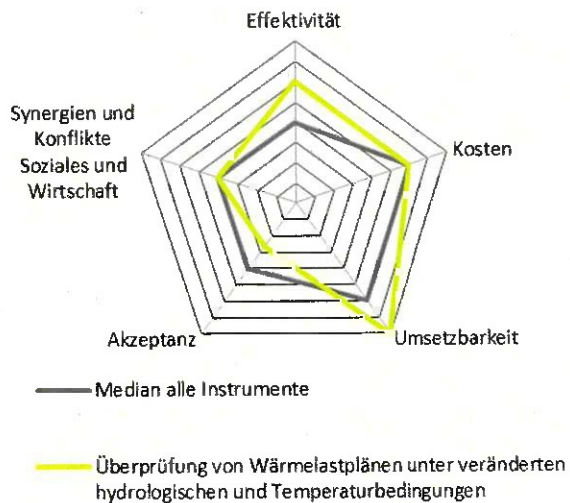 Effektivität
Synergien und
Konflikte
Soziales und
Wirtschaft
Kosten
Akzeptanz
Umsetzbarkeit
Median alle Instrumente
Überprüfung von Wärmelastplänen unter veränderten
hydrologischen und Temperaturbedingungen